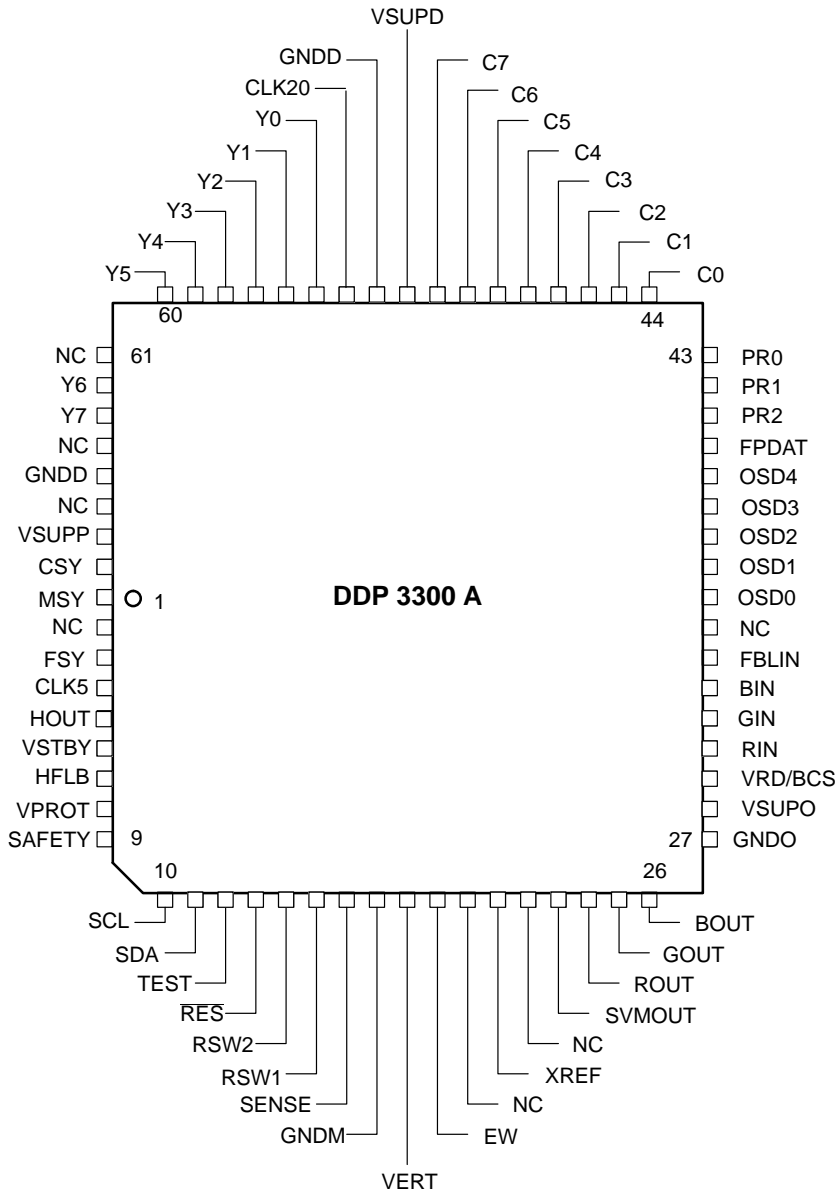 VSUPD
GNDD
C7
CLK20
C6
Y0
C5
Y1
C4
Y2
C3
Y3
C2
Y4
C1
Y5
C0
60
44
NC
61
43
PR0
Y6
PR1
Y7
PR2
NC
FPDAT
GNDD
OSD4
NC
OSD3
VSUPP
OSD2
CSY
OSD1
MSY
1
DDP 3300 A
OSD0
NC
NC
FSY
FBLIN
CLK5
BIN
HOUT
GIN
VSTBY
RIN
HFLB
VRD/BCS
VPROT
VSUPO
SAFETY
9
27
GNDO
10
26
SCL
BOUT
SDA
GOUT
TEST
ROUT
RES
SVMOUT
RSW2
NC
RSW1
XREF
SENSE
NC
GNDM
EW
VERT